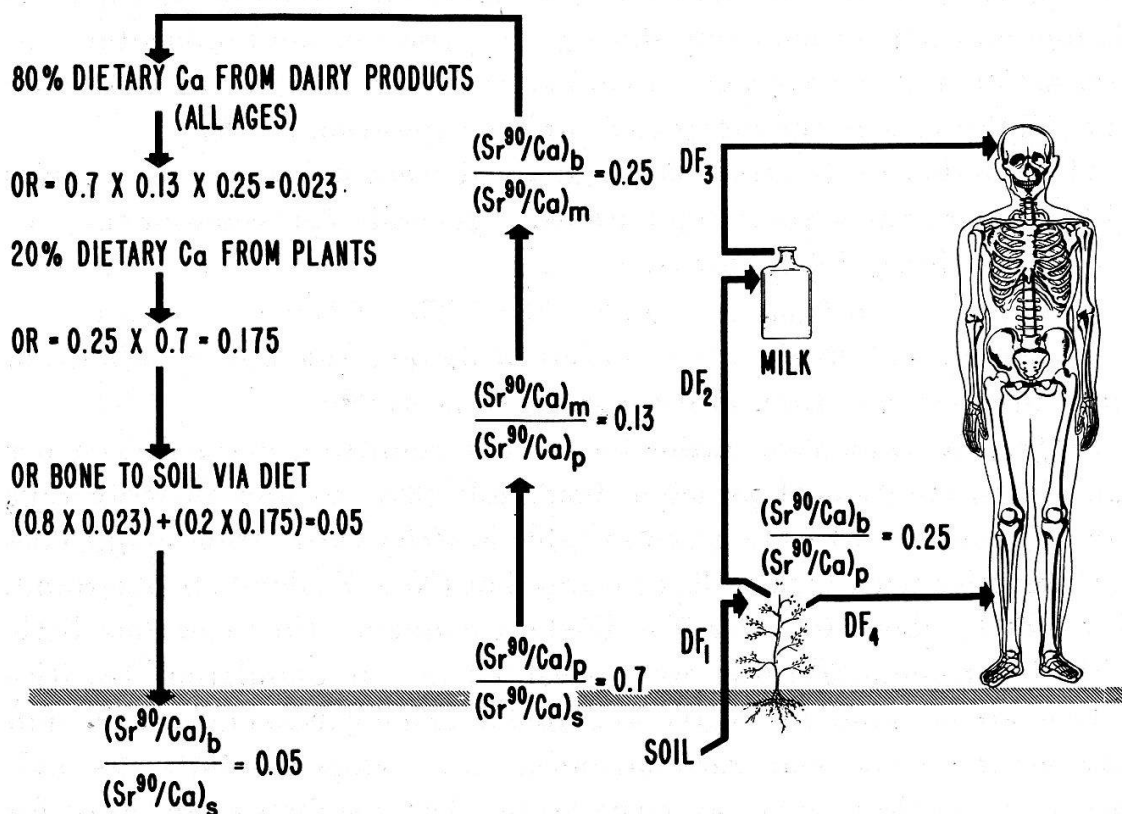 80% DIETARY Ca FROM DAIRY PRODUCTS
(ALL AGES)
OR = 0.7 X 0.13 X 0.25 = 0.023
20% DIETARY Ca FROM PLANTS
OR = 0.25 X 0.7 = 0.175
OR BONE TO SOIL VIA DIET
(0.8 X 0.023) + (0.2 X 0.175) = 0.05
(Sr⁹⁰/Ca)b
(Sr⁹⁰/Ca)s
= 0.05
(Sr⁹⁰/Ca)b
(Sr⁹⁰/Ca)m
= 0.25
(Sr⁹⁰/Ca)m
(Sr⁹⁰/Ca)p
= 0.13
(Sr⁹⁰/Ca)p
(Sr⁹⁰/Ca)s
= 0.7
DF₃
MILK
DF₂
(Sr⁹⁰/Ca)b
(Sr⁹⁰/Ca)p
= 0.25
DF₁
DF₄
SOIL